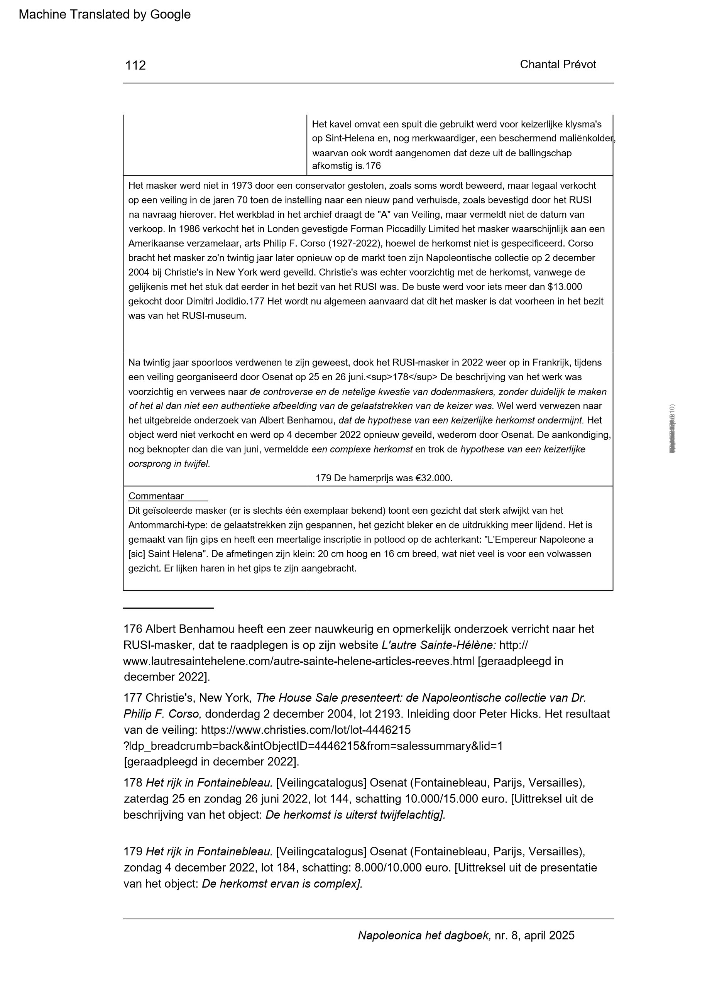 Machine Translated by Google
112
Chantal Prévot
Het kavel omvat een spuit die gebruikt werd voor keizerlijke klysma's
op Sint-Helena en, nog merkwaardiger, een beschermend maliënkolder,
waarvan ook wordt aangenomen dat deze uit de ballingschap
afkomstig is.176
Het masker werd niet in 1973 door een conservator gestolen, zoals soms wordt beweerd, maar legaal verkocht
op een veiling in de jaren 70 toen de instelling naar een nieuw pand verhuisde, zoals bevestigd door het RUSI
na navraag hierover. Het werkblad in het archief draagt de "A" van Veiling, maar vermeldt niet de datum van
verkoop. In 1986 verkocht het in Londen gevestigde Forman Piccadilly Limited het masker waarschijnlijk aan een
Amerikaanse verzamelaar, arts Philip F. Corso (1927-2022), hoewel de herkomst niet is gespecificeerd. Corso
bracht het masker zo'n twintig jaar later opnieuw op de markt toen zijn Napoleontische collectie op 2 december
2004 bij Christie's in New York werd geveild. Christie's was echter voorzichtig met de herkomst, vanwege de
gelijkenis met het stuk dat eerder in het bezit van het RUSI was. De buste werd voor iets meer dan $13.000
gekocht door Dimitri Jodidio.177 Het wordt nu algemeen aanvaard dat dit het masker is dat voorheen in het bezit
was van het RUSI-museum.
Na twintig jaar spoorloos verdwenen te zijn geweest, dook het RUSI-masker in 2022 weer op in Frankrijk, tijdens
een veiling georganiseerd door Osenat op 25 en 26 juni.<sup>178</sup> De beschrijving van het werk was
voorzichtig en verwees naar de controverse en de netelige kwestie van dodenmaskers, zonder duidelijk te maken
of het al dan niet een authentieke afbeelding van de gelaatstrekken van de keizer was. Wel werd verwezen naar
het uitgebreide onderzoek van Albert Benhamou, dat de hypothese van een keizerlijke herkomst ondermijnt. Het
object werd niet verkocht en werd op 4 december 2022 opnieuw geveild, wederom door Osenat. De aankondiging,
nog beknopter dan die van juni, vermeldde een complexe herkomst en trok de hypothese van een keizerlijke
oorsprong in twijfel.
179 De hamerprijs was €32.000.
Commentaar
Dit geïsoleerde masker (er is slechts één exemplaar bekend) toont een gezicht dat sterk afwijkt van het
Antommarchi-type: de gelaatstrekken zijn gespannen, het gezicht bleker en de uitdrukking meer lijdend. Het is
gemaakt van fijn gips en heeft een meertalige inscriptie in potlood op de achterkant: "L'Empereur Napoleone a
[sic] Saint Helena". De afmetingen zijn klein: 20 cm hoog en 16 cm breed, wat niet veel is voor een volwassen
gezicht. Er lijken haren in het gips te zijn aangebracht.
176 Albert Benhamou heeft een zeer nauwkeurig en opmerkelijk onderzoek verricht naar het
RUSI-masker, dat te raadplegen is op zijn website L'autre Sainte-Hélène: http://
www.lautresaintehelene.com/autre-sainte-helene-articles-reeves.html [geraadpleegd in
december 2022].
177 Christie's, New York, The House Sale presenteert: de Napoleontische collectie van Dr.
Philip F. Corso, donderdag 2 december 2004, lot 2193. Inleiding door Peter Hicks. Het resultaat
van de veiling: https://www.christies.com/lot/lot-4446215
?ldp_breadcrumb=back&intObjectID=4446215&from=salessummary&lid=1
[geraadpleegd in december 2022].
178 Het rijk in Fontainebleau. [Veilingcatalogus] Osenat (Fontainebleau, Parijs, Versailles),
zaterdag 25 en zondag 26 juni 2022, lot 144, schatting 10.000/15.000 euro. [Uittreksel uit de
beschrijving van het object: De herkomst is uiterst twijfelachtig].
179 Het rijk in Fontainebleau. [Veilingcatalogus] Osenat (Fontainebleau, Parijs, Versailles),
zondag 4 december 2022, lot 184, schatting: 8.000/10.000 euro. [Uittreksel uit de presentatie
van het object: De herkomst ervan is complex].
Napoleonica het dagboek, nr. 8, april 2025